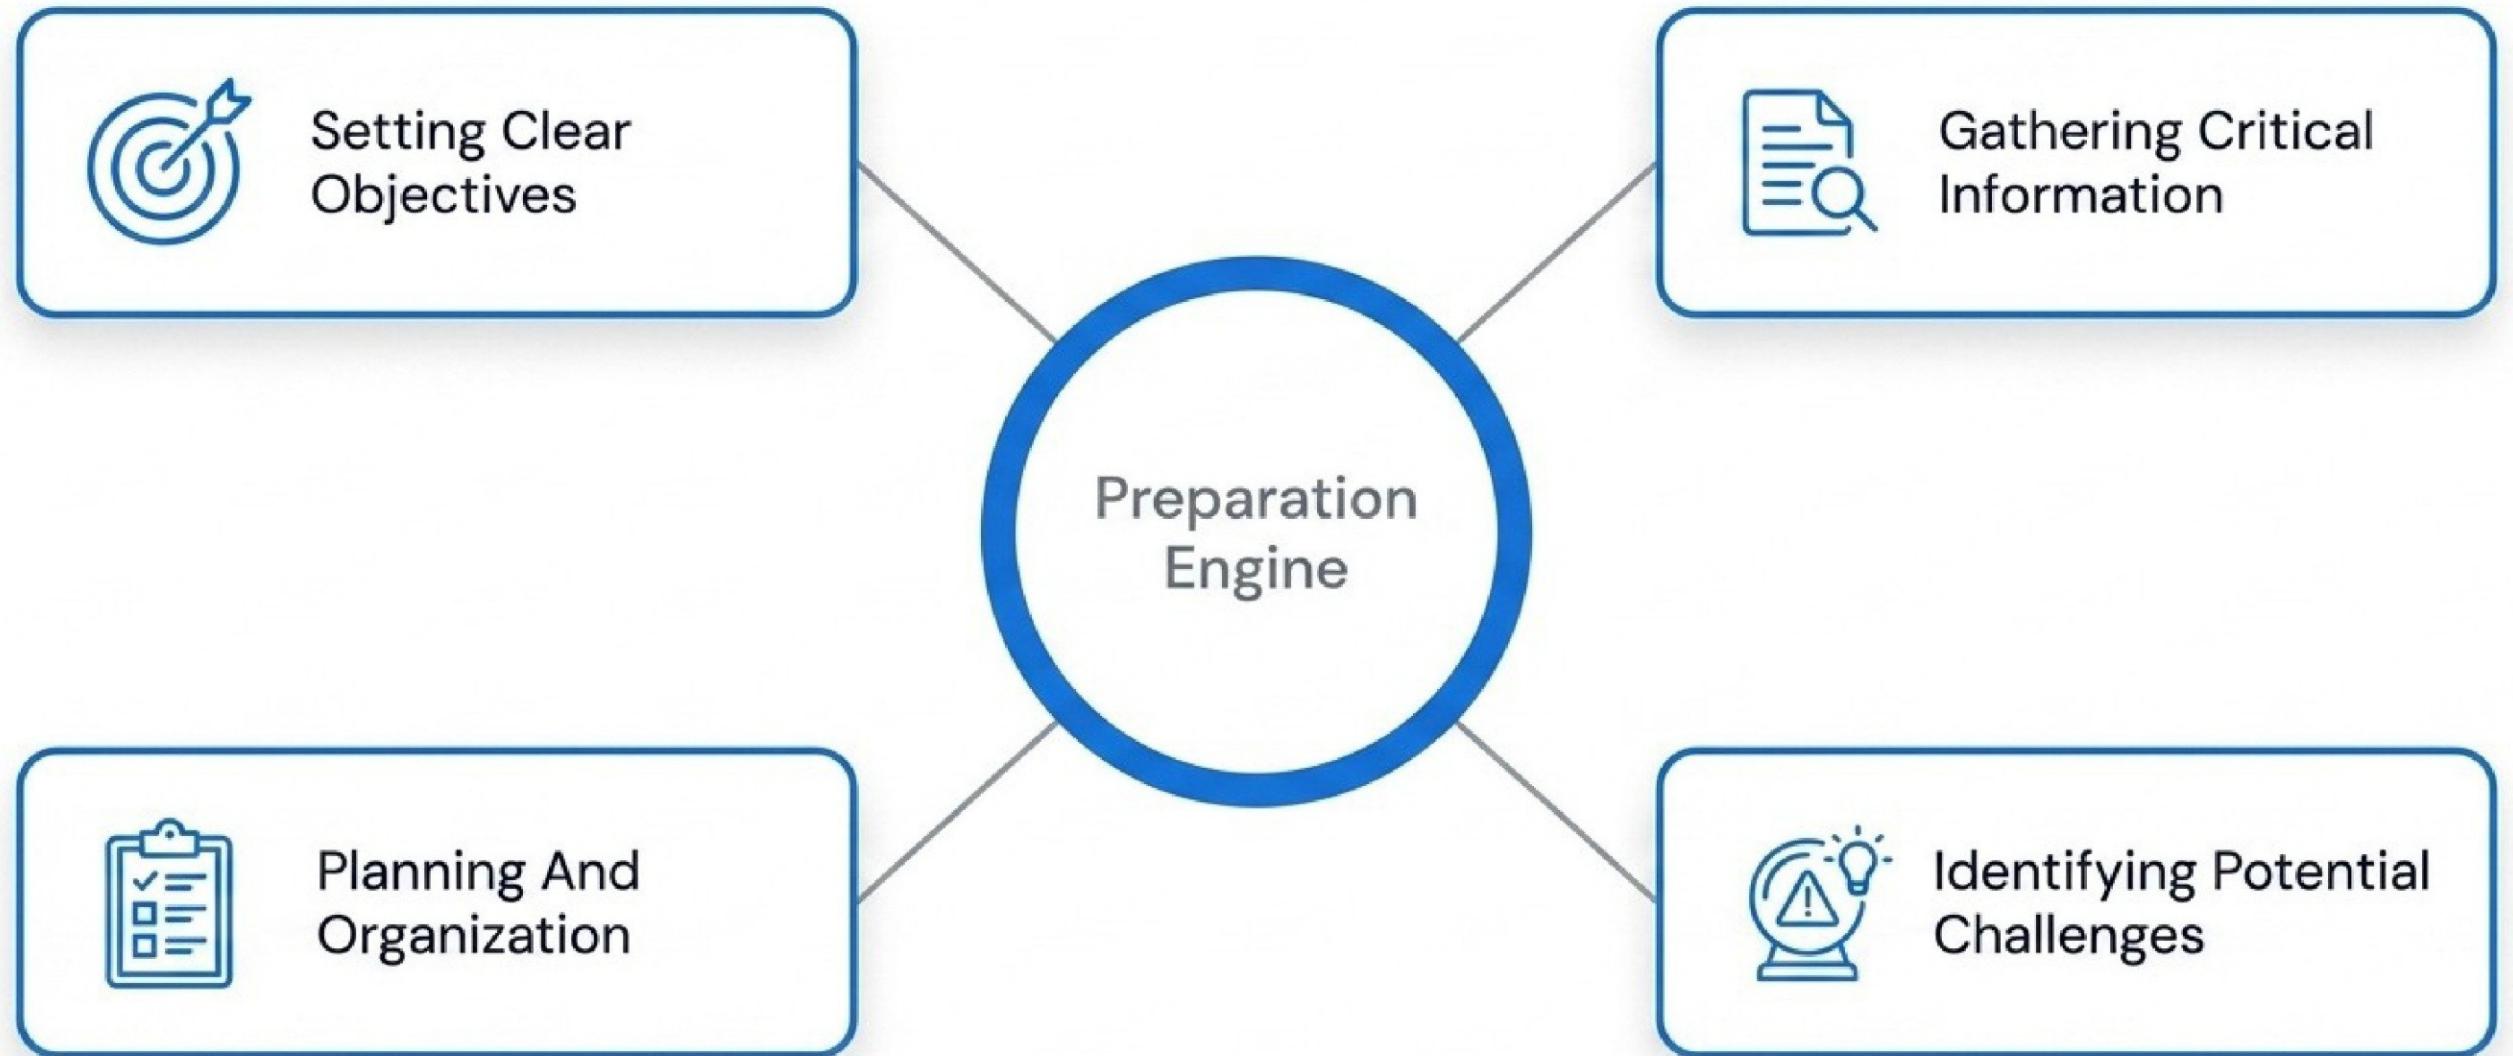 Setting Clear
Objectives
Gathering Critical
Information
Preparation
Engine
Planning And
Organization
Identifying Potential
Challenges